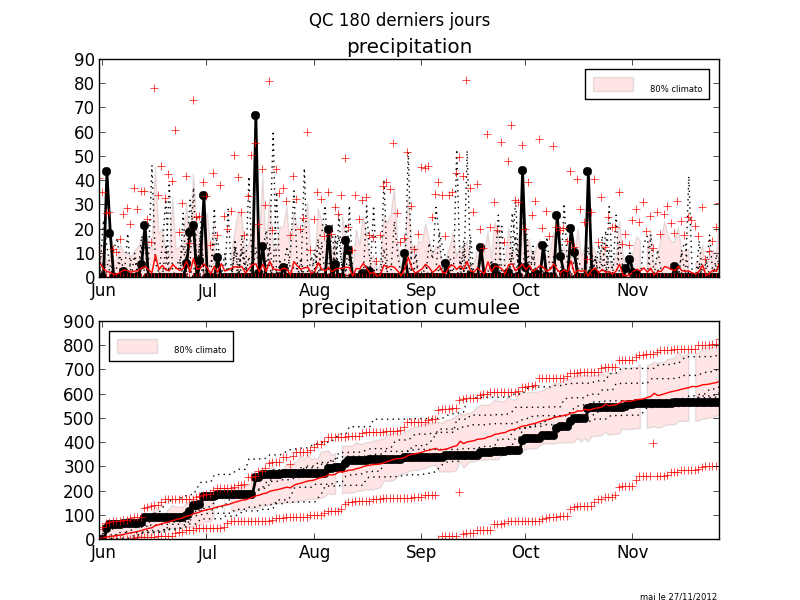 QC 180 derniers jours
precipitation
90
80
70
60
50
40
30
20
10
0
80% climato
Jun Jul Aug Sep Oct Nov
precipitation cumulee
900
800
700
600
500
400
300
200
100
0
80% climato
Jun Jul Aug Sep Oct Nov
maj le 27/11/2012